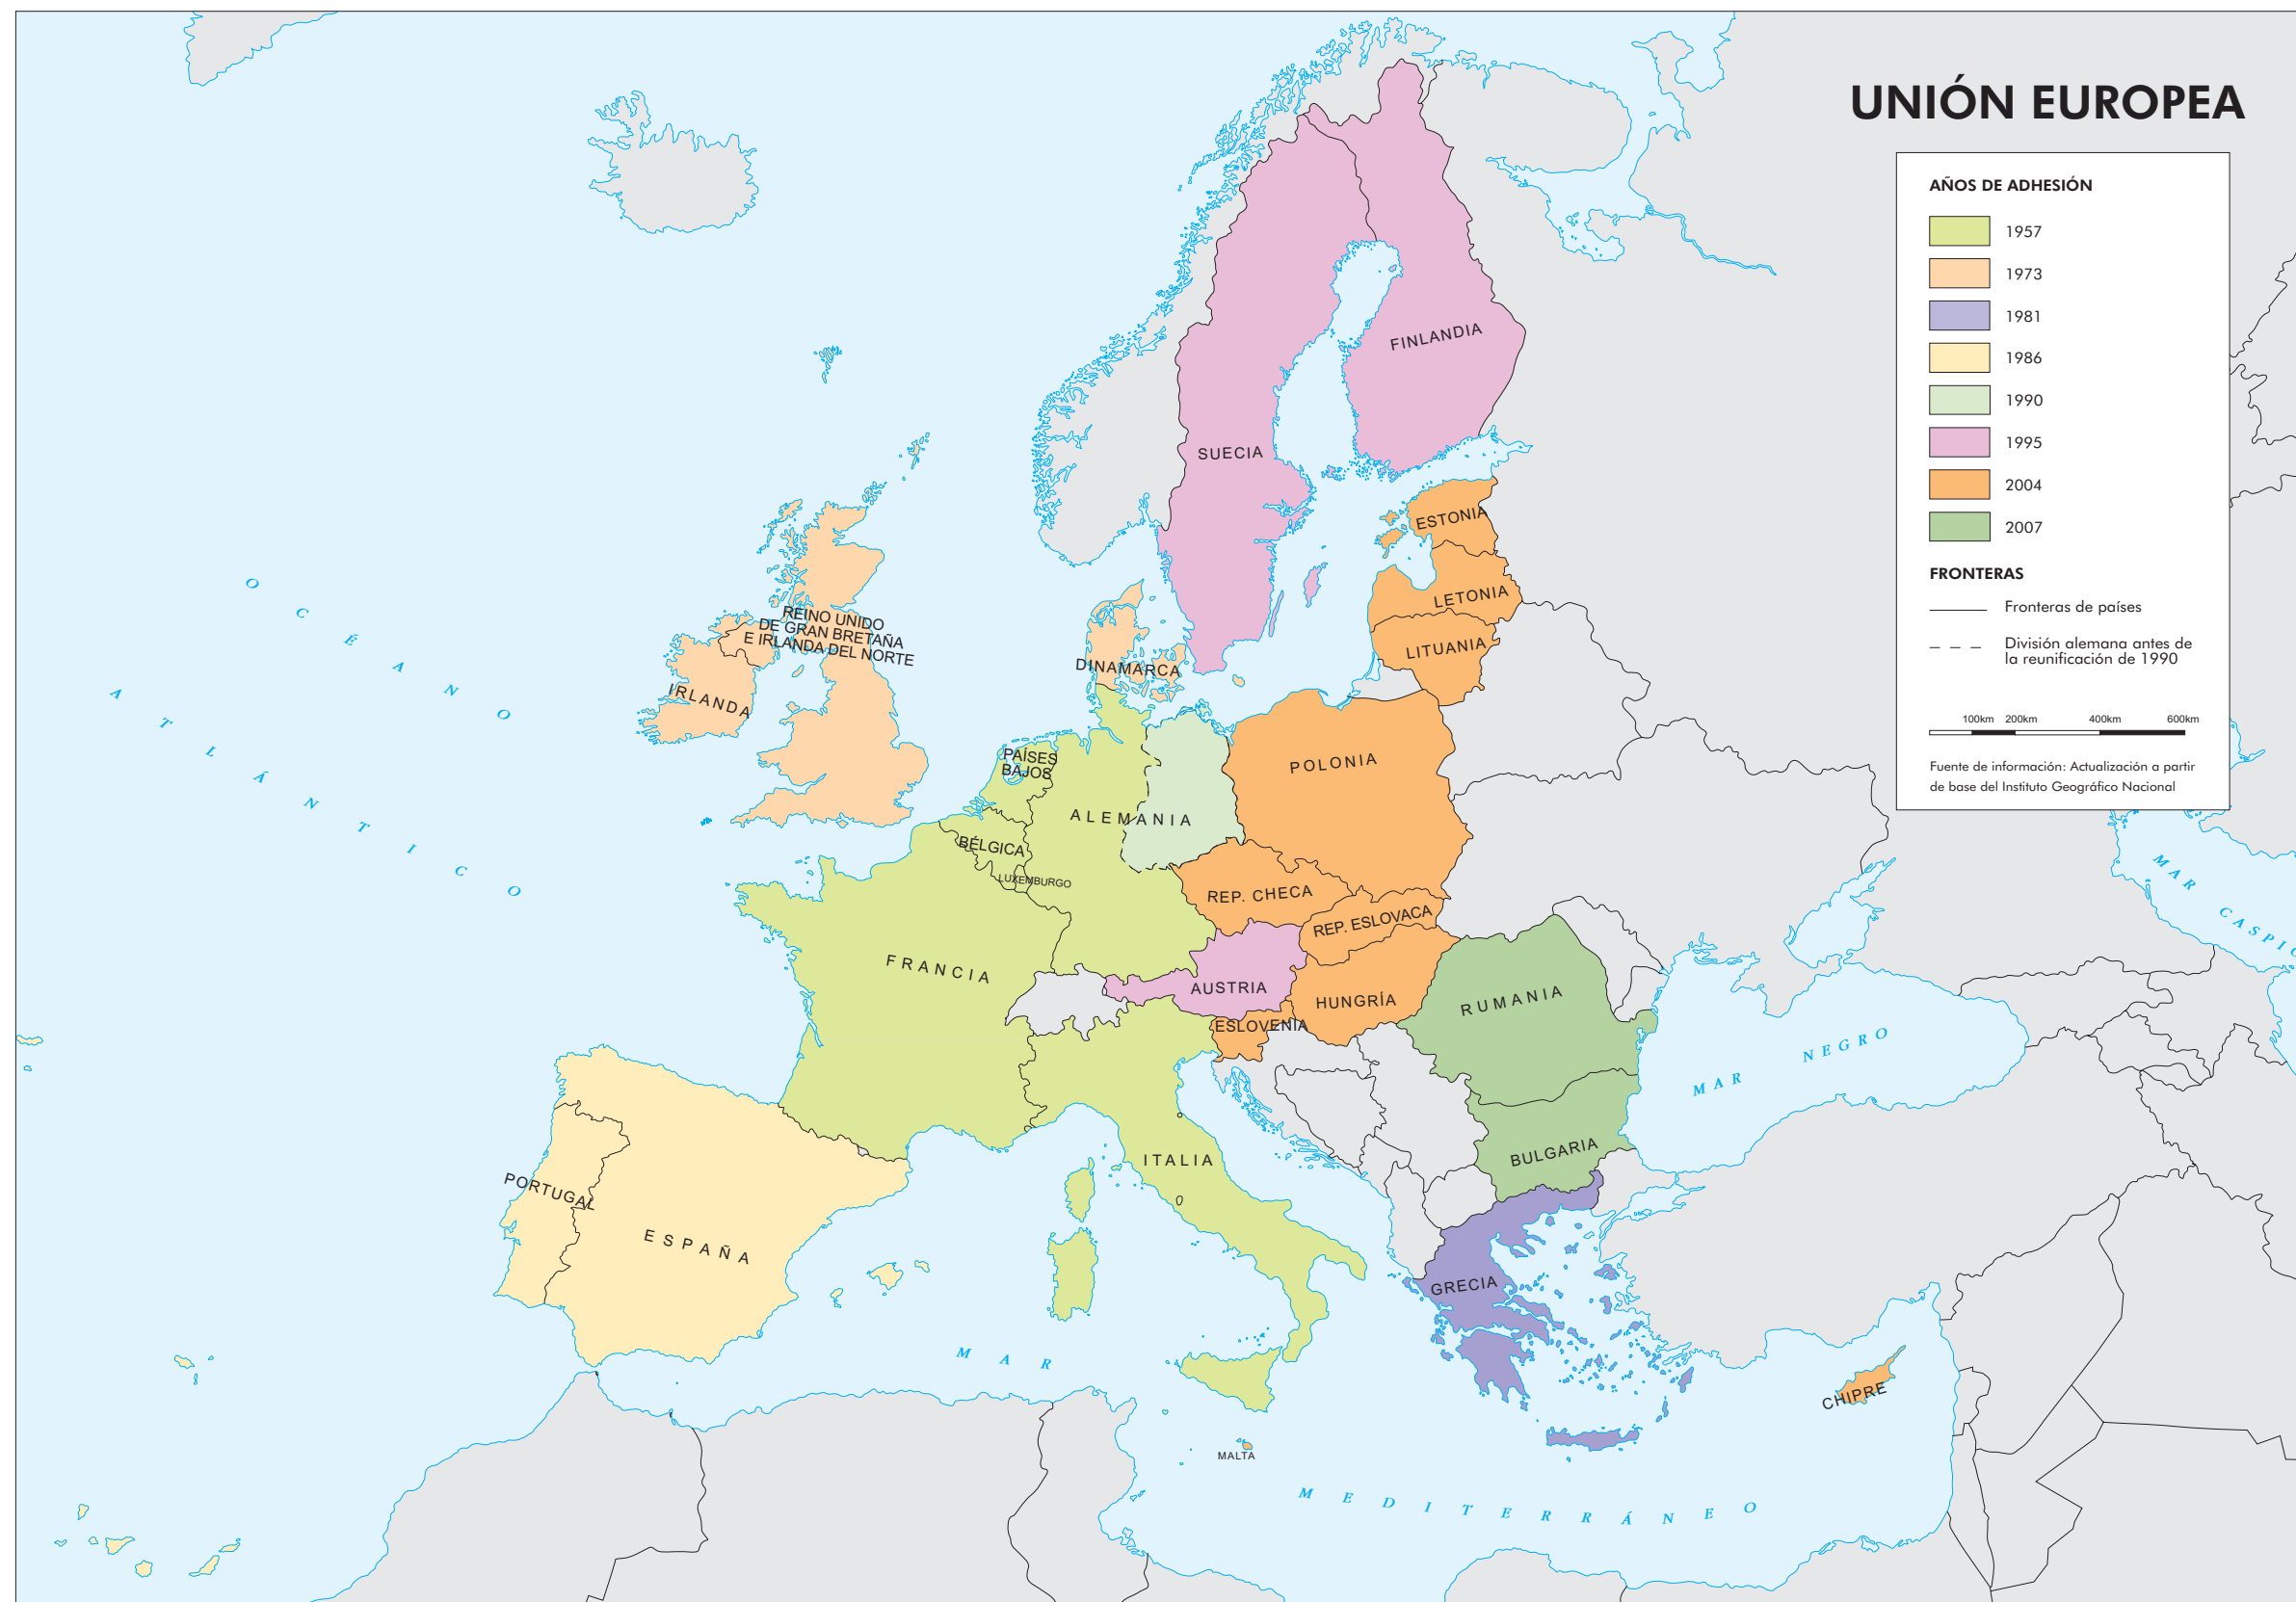 UNIÓN EUROPEA
AÑOS DE ADHESIÓN
1957
1973
1981
1986
1990
1995
2004
2007
FRONTERAS
Fronteras de países
División alemana antes de
la reunificación de 1990
100km 200km 400km 600km
Fuente de información: Actualización a partir
de base del Instituto Geográfico Nacional
FINLANDIA
SUECIA
ESTONIA
LETONIA
LITUANIA
REINO UNIDO
DE GRAN BRETAÑA
E IRLANDA DEL NORTE
IRLANDA
DINAMARCA
PAÍSES
BAJOS
POLONIA
ALEMANIA
BÉLGICA
LUXEMBURGO
REP. CHECA
REP. ESLOVACA
FRANCIA
AUSTRIA
HUNGRÍA
RUMANIA
ESLOVENIA
BULGARIA
ITALIA
PORTUGAL
ESPAÑA
GRECIA
CHIPRE
MALTA
OCÉANO
ATLÁNTICO
MAR
MEDITERRÁNEO
MAR NEGRO
MAR CASPIO